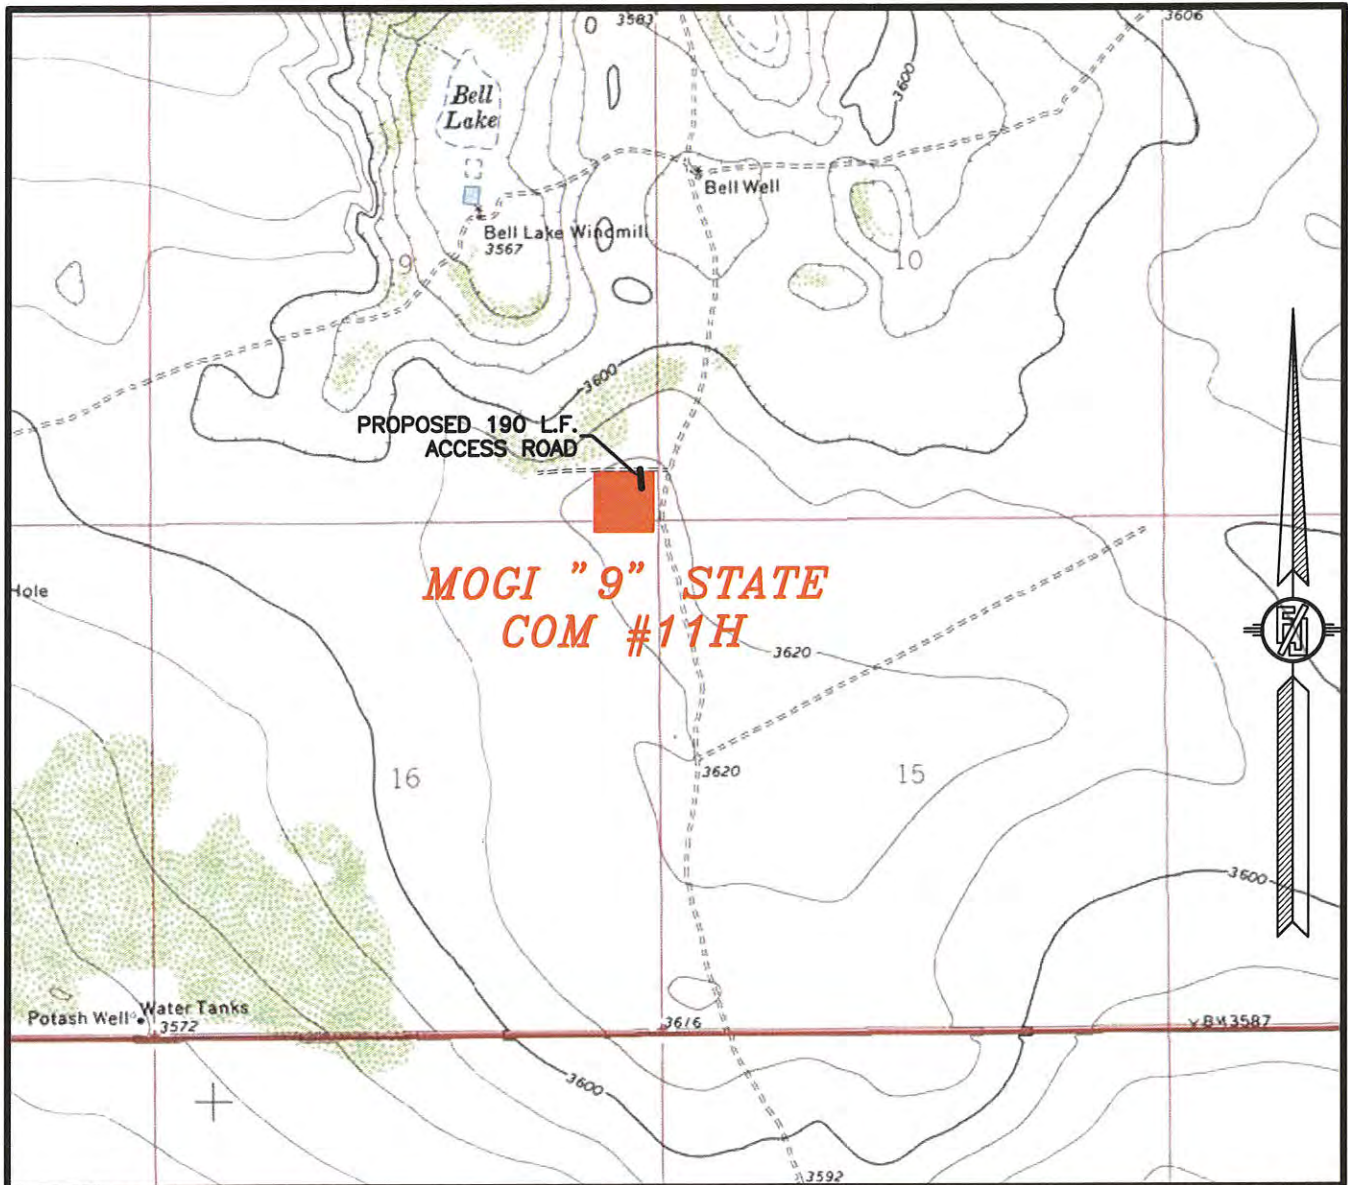 3583
3606
Bell
Lake
3600
Bell Well
Bell Lake Windmill
3567
9
10
3600
PROPOSED 190 L.F.
ACCESS ROAD
Hole
MOGI "9" STATE
COM #11H
3620
3620
16
15
3600
Potash Well
Water Tanks
3572
3616
BM 3587
3600
3592